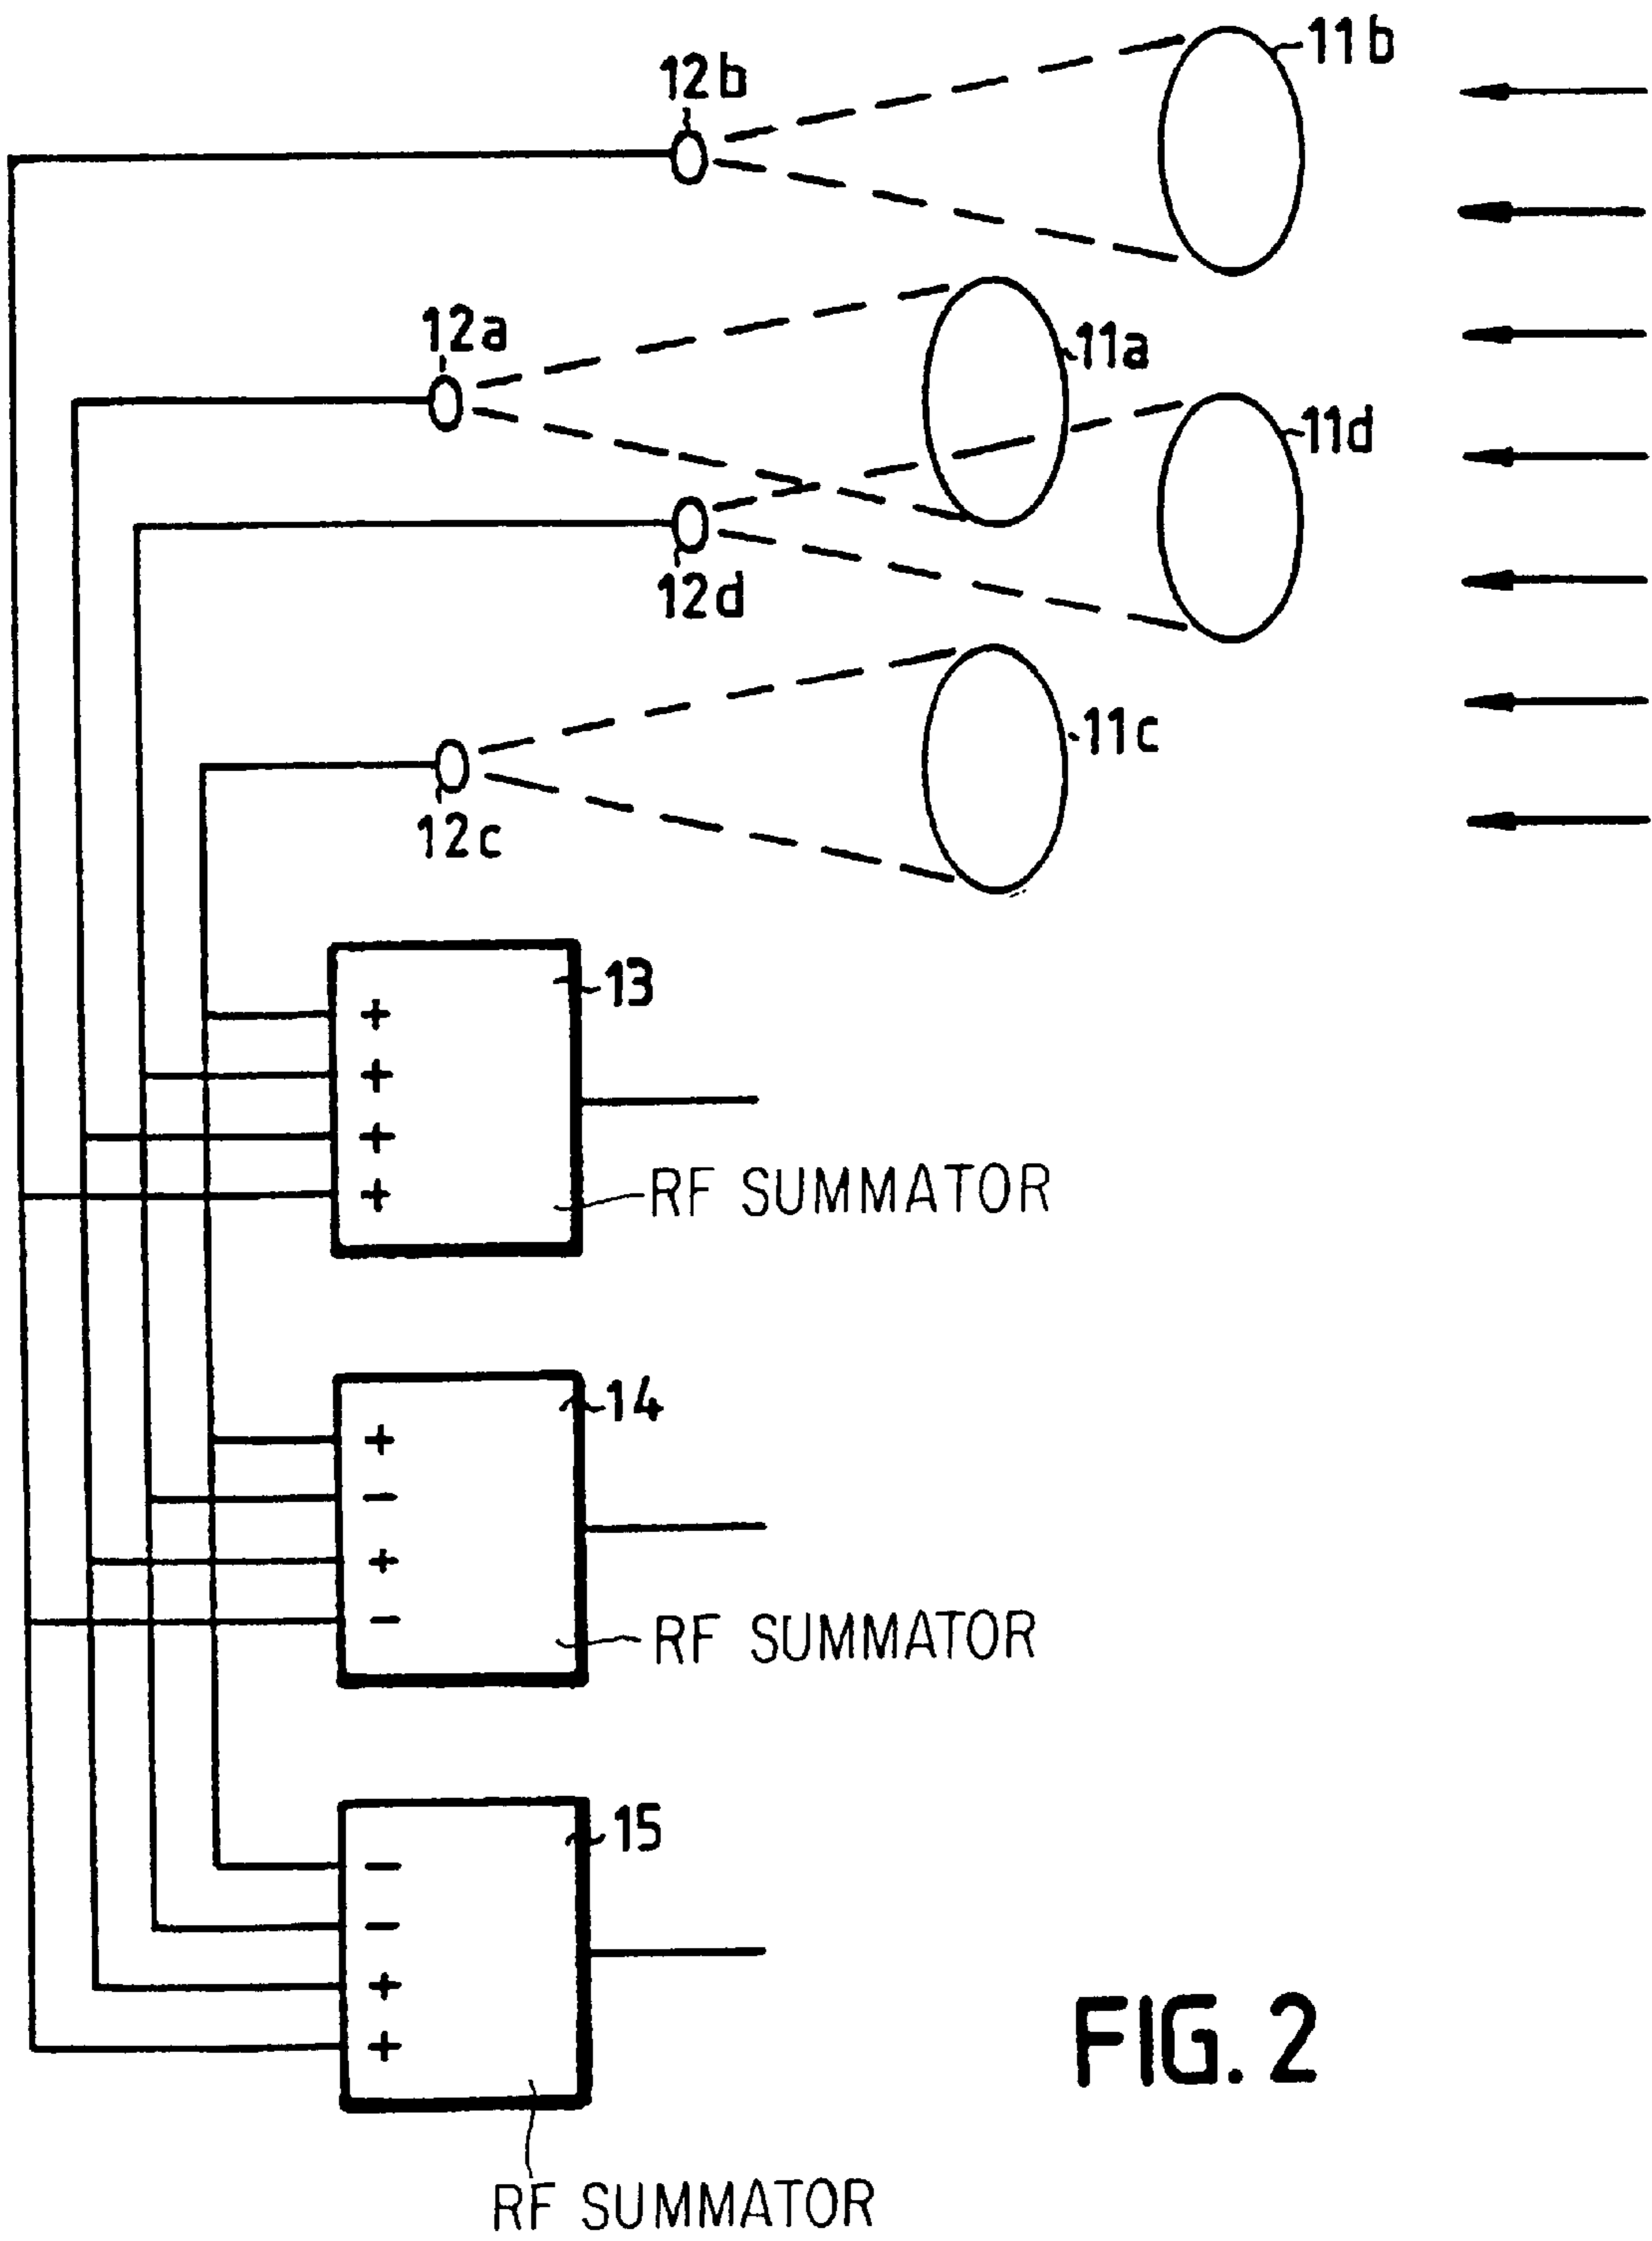 11b
12b
12a
11a
11d
12d
11c
12c
13
+
+
+
+
RF SUMMATOR
14
+
−
+
−
RF SUMMATOR
15
−
−
+
+
FIG. 2
RF SUMMATOR